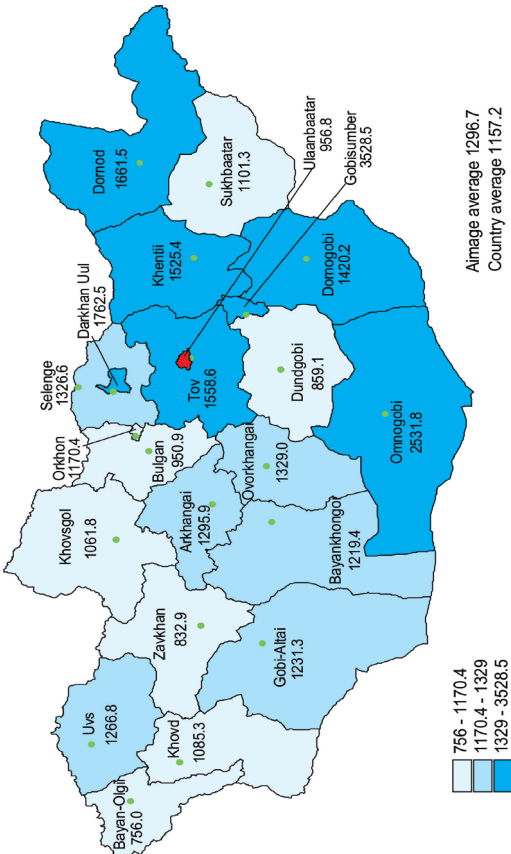 Bayan-Olgii
756.0
Uvs
1266.8
Khovd
1085.3
Zavkhan
832.9
Gobi-Altai
1231.3
Khovsgol
1061.8
Arkhangai
1295.9
Bayankhongor
1219.4
Orkhon
1170.4
Bulgan
950.9
Ovorkhangai
1329.0
Selenge
1326.6
Darkhan Uul
1762.5
Tov
1558.6
Dundgobi
859.1
Omnogobi
2531.8
Khentii
1525.4
Dornogobi
1420.2
Dornod
1661.5
Sukhbaatar
1101.3
Ulaanbaatar
956.8
Gobisumber
3528.5
756 - 1170.4
1170.4 - 1329
1329 - 3528.5
Aimage average 1296.7
Country average 1157.2